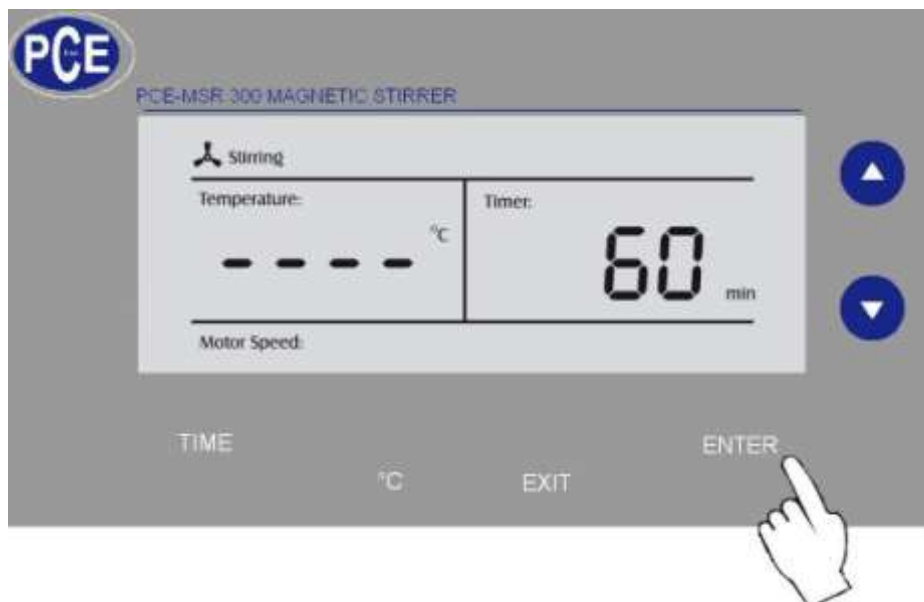 PCE
PCE-MSR 300 MAGNETIC STIRRER
Stirring
Temperature:
Timer:
°C
- - - -
60
min
Motor Speed:
TIME
ENTER
°C
EXIT